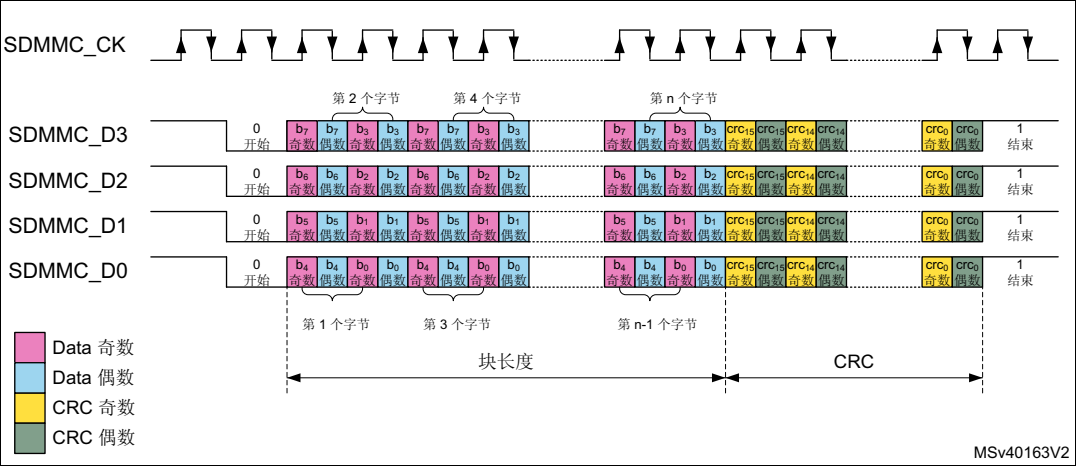 SDMMC_CK
第 2 个字节 第 4 个字节 第 n 个字节
SDMMC_D3 0 b7 b7 b3 b3 b7 b7 b3 b3 b7 b7 b3 b3 crc15 crc15 crc14 crc14 crc0 crc0 1
开始 奇数 偶数 奇数 偶数 奇数 偶数 奇数 偶数 奇数 偶数 奇数 偶数 奇数 偶数 奇数 偶数 奇数 偶数 结束
SDMMC_D2 0 b6 b6 b2 b2 b6 b6 b2 b2 b6 b6 b2 b2 crc15 crc15 crc14 crc14 crc0 crc0 1
开始 奇数 偶数 奇数 偶数 奇数 偶数 奇数 偶数 奇数 偶数 奇数 偶数 奇数 偶数 奇数 偶数 奇数 偶数 结束
SDMMC_D1 0 b5 b5 b1 b1 b5 b5 b1 b1 b5 b5 b1 b1 crc15 crc15 crc14 crc14 crc0 crc0 1
开始 奇数 偶数 奇数 偶数 奇数 偶数 奇数 偶数 奇数 偶数 奇数 偶数 奇数 偶数 奇数 偶数 奇数 偶数 结束
SDMMC_D0 0 b4 b4 b0 b0 b4 b4 b0 b0 b4 b4 b0 b0 crc15 crc15 crc14 crc14 crc0 crc0 1
开始 奇数 偶数 奇数 偶数 奇数 偶数 奇数 偶数 奇数 偶数 奇数 偶数 奇数 偶数 奇数 偶数 奇数 偶数 结束
第 1 个字节 第 3 个字节 第 n-1 个字节
块长度 CRC
Data 奇数
Data 偶数
CRC 奇数
CRC 偶数
MSv40163V2